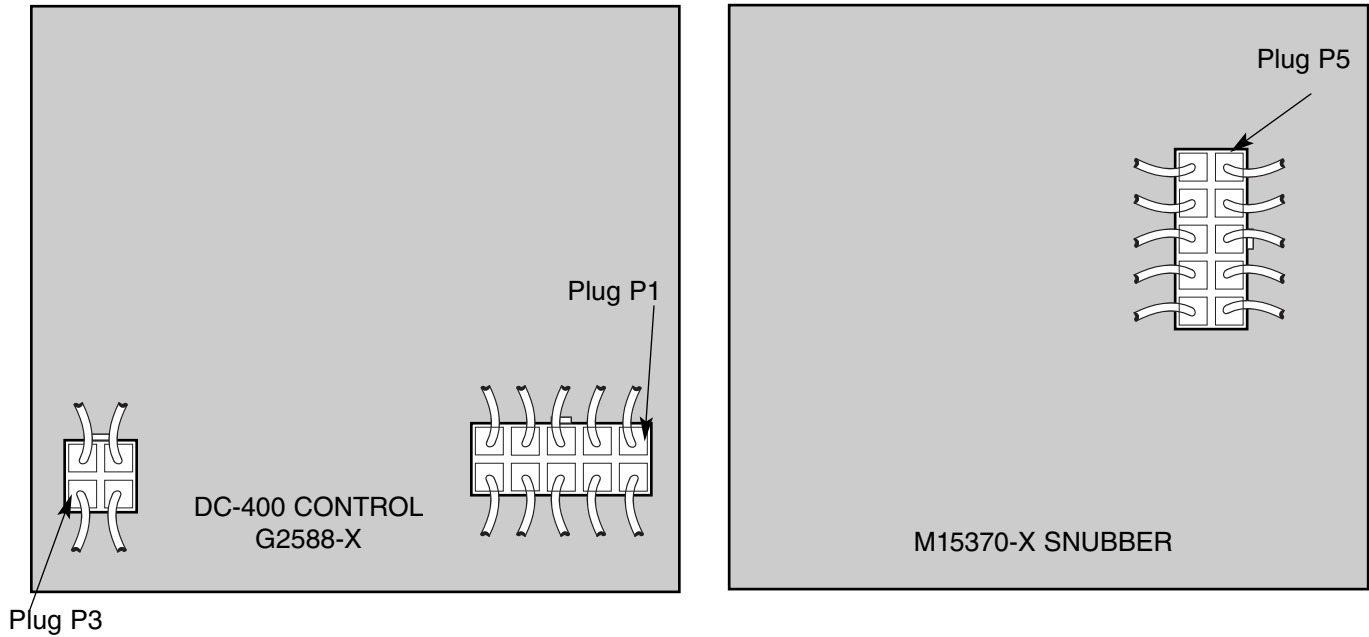 Plug P1
DC-400 CONTROL
G2588-X
Plug P3
Plug P5
M15370-X SNUBBER